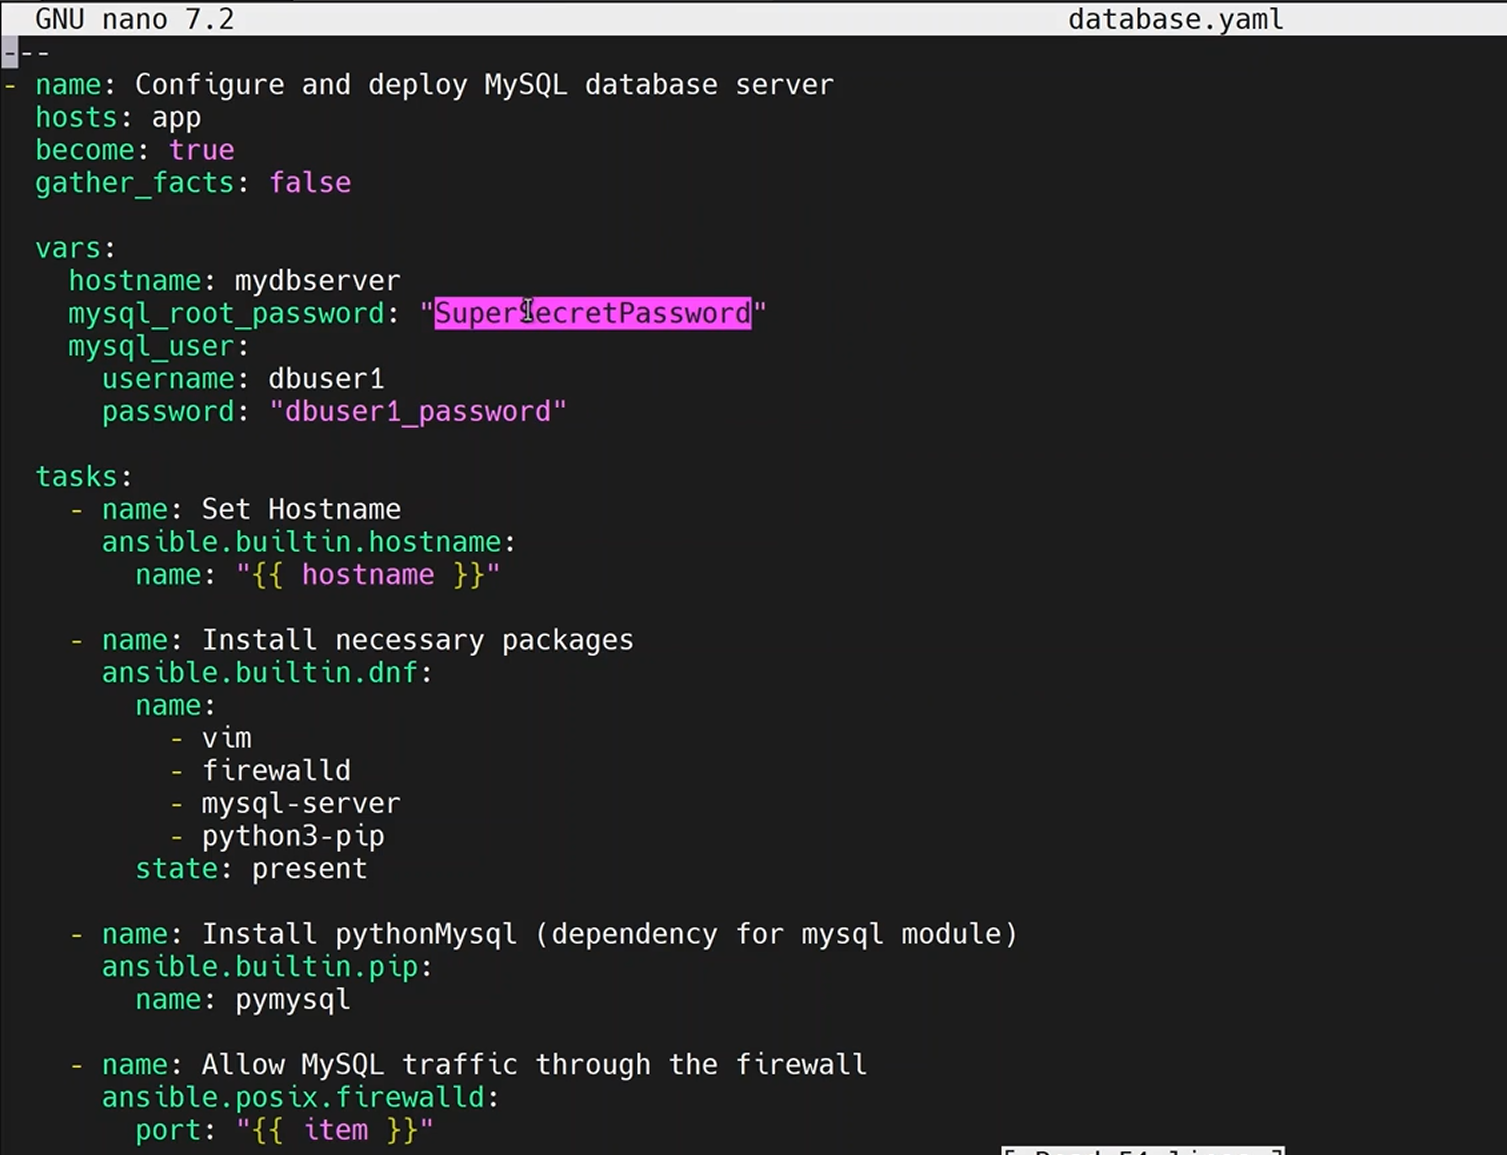 GNU nano 7.2 database.yaml
---
- name: Configure and deploy MySQL database server
  hosts: app
  become: true
  gather_facts: false

  vars:
    hostname: mydbserver
    mysql_root_password: "SuperSecretPassword"
    mysql_user:
      username: dbuser1
      password: "dbuser1_password"

  tasks:
    - name: Set Hostname
      ansible.builtin.hostname:
        name: "{{ hostname }}"

    - name: Install necessary packages
      ansible.builtin.dnf:
        name:
          - vim
          - firewalld
          - mysql-server
          - python3-pip
        state: present

    - name: Install pythonMysql (dependency for mysql module)
      ansible.builtin.pip:
        name: pymysql

    - name: Allow MySQL traffic through the firewall
      ansible.posix.firewalld:
        port: "{{ item }}"